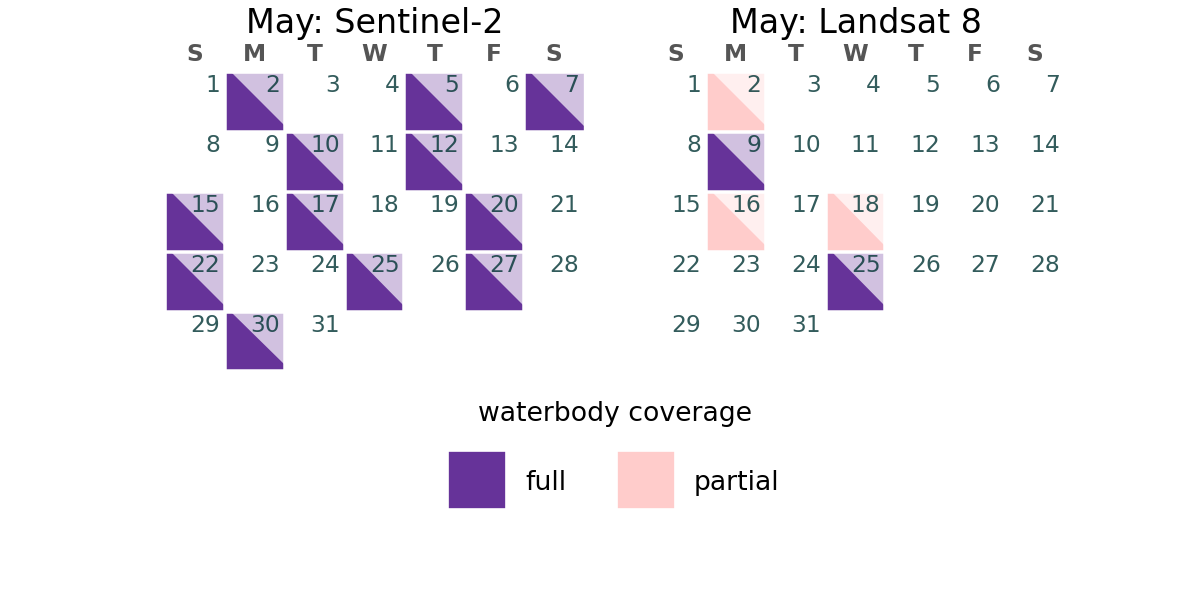 May: Sentinel-2
S M T W T F S
1 2 3 4 5 6 7
8 9 10 11 12 13 14
15 16 17 18 19 20 21
22 23 24 25 26 27 28
29 30 31
May: Landsat 8
S M T W T F S
1 2 3 4 5 6 7
8 9 10 11 12 13 14
15 16 17 18 19 20 21
22 23 24 25 26 27 28
29 30 31
waterbody coverage
full
partial